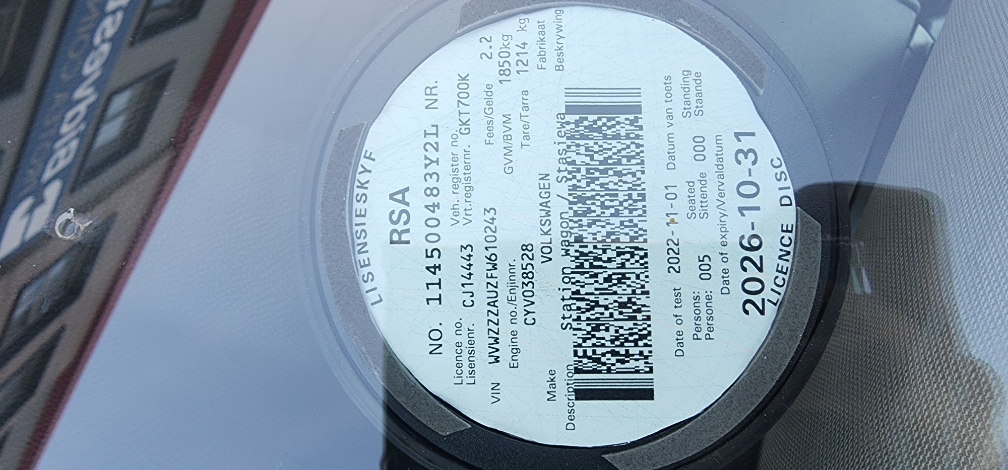 LISENSIESKYF
RSA
NO. 1145004 83Y2L NR.
Licence no. CJ14443 Veh. register no. GKT700K
Lisensienr. Vrt.registernr.
VIN WVWZZZAUZFW610243 Fees/Gelde 2.2
Engine no./Enjinnr. GVM/BVM 1850kg
CYV038528 Tare/Tarra 1214 kg
Make VOLKSWAGEN Fabrikaat
Description Station wagon / Stasiewa Beskrywing
Date of test 2022-11-01 Datum van toets
Persons: 005 Seated 000 Standing
Persone: Sittende Staande
Date of expiry/Vervaldatum
2026-10-31
LICENCE DISC